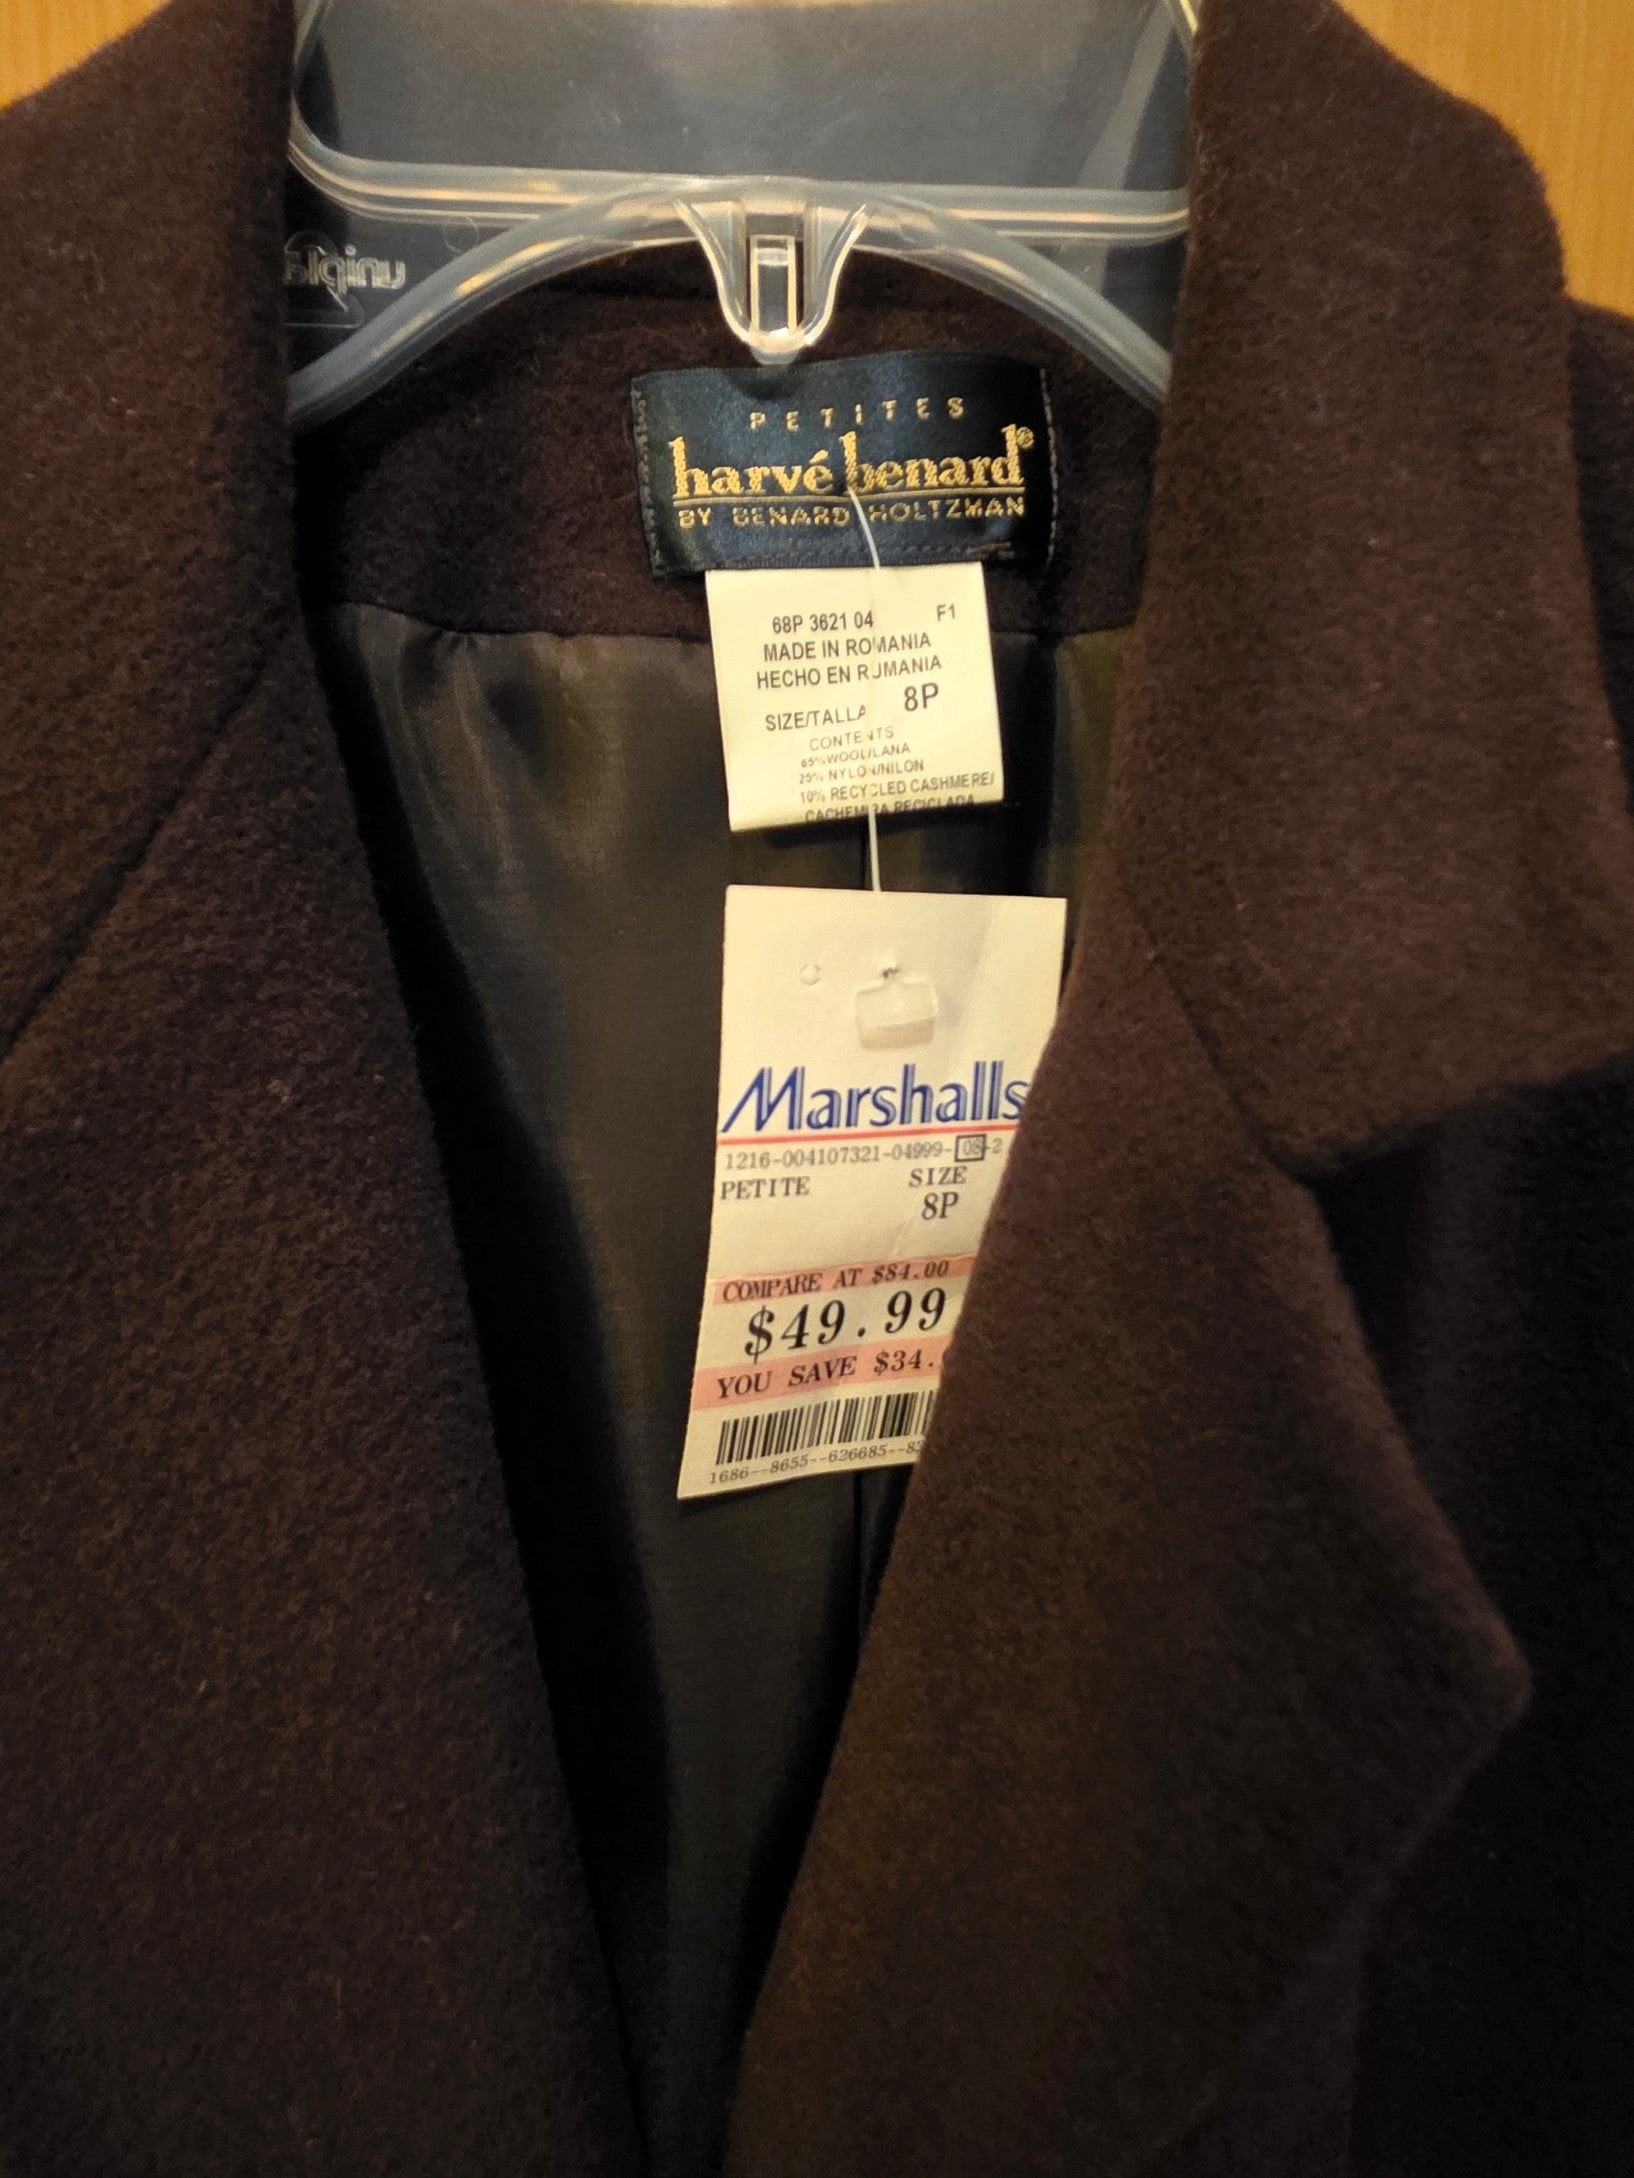 PETITES
harvé benard®
BY BENARD HOLTZMAN
68P 3621 04 F1
MADE IN ROMANIA
HECHO EN RUMANIA
SIZE/TALLA 8P
CONTENTS
65% WOOL/LANA
25% NYLON/NILON
10% RECYCLED CASHMERE/
CACHEMIRA RECICLADA
Marshalls
1216-004107321-04999-08-2
PETITE SIZE
8P
COMPARE AT $84.00
$49.99
YOU SAVE $34.
1686--8655--626685--8